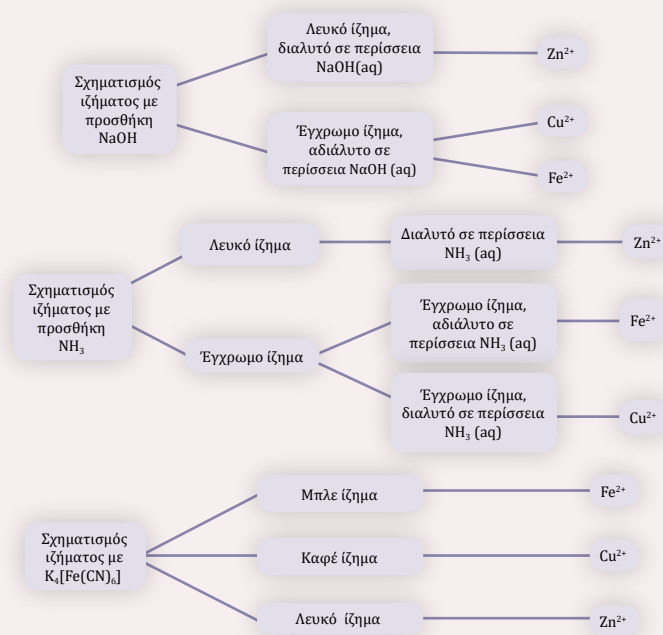 Σχηματισμός
ιζήματος με
προσθήκη
NaOH
Λευκό ίζημα,
διαλυτό σε περίσσεια
NaOH(aq)
Zn²⁺
Έγχρωμο ίζημα,
αδιάλυτο σε
περίσσεια NaOH (aq)
Cu²⁺
Fe²⁺
Σχηματισμός
ιζήματος με
προσθήκη
NH₃
Λευκό ίζημα
Διαλυτό σε περίσσεια
NH₃ (aq)
Zn²⁺
Έγχρωμο ίζημα
Έγχρωμο ίζημα,
αδιάλυτο σε
περίσσεια NH₃ (aq)
Fe²⁺
Έγχρωμο ίζημα,
διαλυτό σε περίσσεια
NH₃ (aq)
Cu²⁺
Σχηματισμός
ιζήματος με
K₄[Fe(CN)₆]
Μπλε ίζημα
Fe²⁺
Καφέ ίζημα
Cu²⁺
Λευκό ίζημα
Zn²⁺